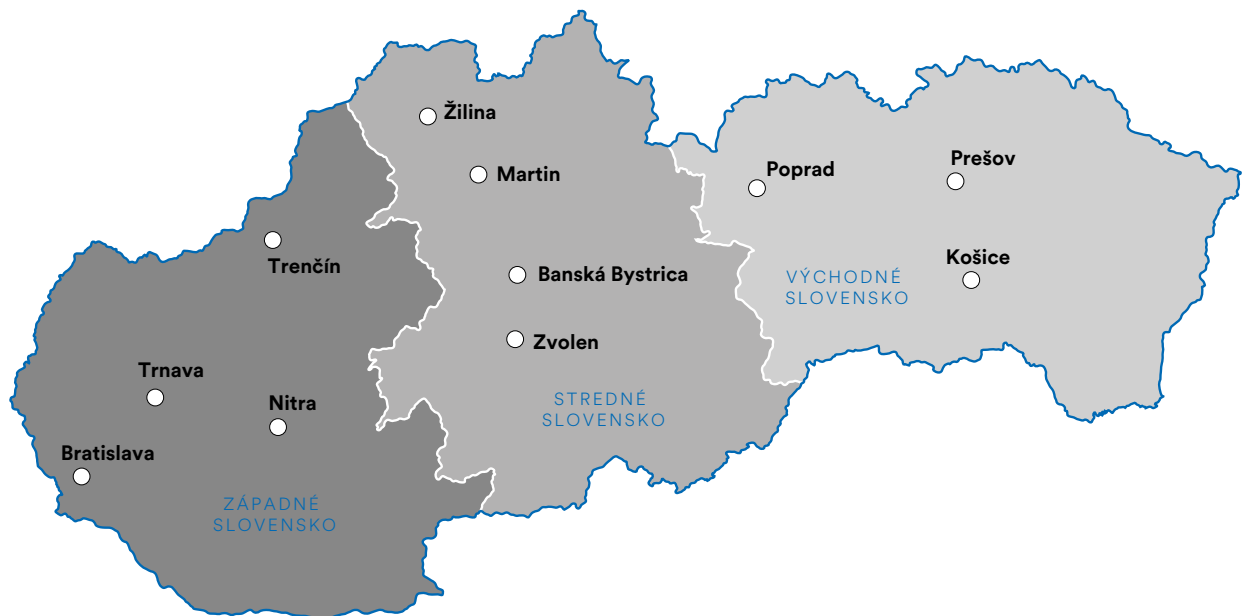 Žilina
Martin
Poprad
Prešov
Trenčín
Banská Bystrica
Košice
VÝCHODNÉ
SLOVENSKO
Zvolen
Trnava
Nitra
STREDNÉ
SLOVENSKO
Bratislava
ZÁPADNÉ
SLOVENSKO